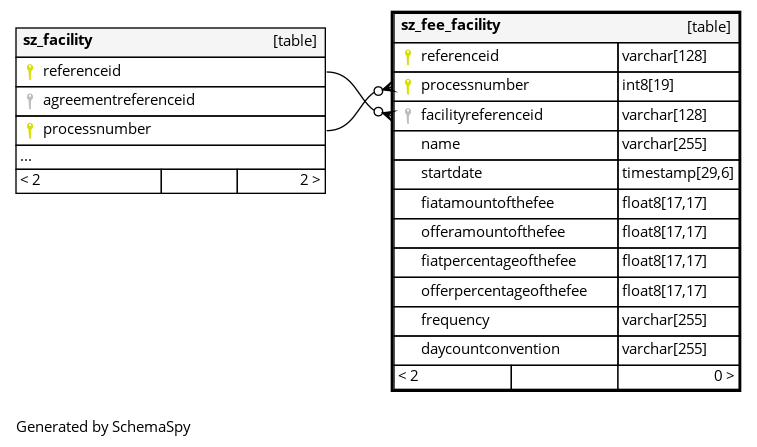 sz_facility [table]
referenceid
agreementreferenceid
processnumber
...
< 2 2 >
sz_fee_facility [table]
referenceid varchar[128]
processnumber int8[19]
facilityreferenceid varchar[128]
name varchar[255]
startdate timestamp[29,6]
fiatamountofthefee float8[17,17]
offeramountofthefee float8[17,17]
fiatpercentageofthefee float8[17,17]
offerpercentageofthefee float8[17,17]
frequency varchar[255]
daycountconvention varchar[255]
< 2 0 >
Generated by SchemaSpy